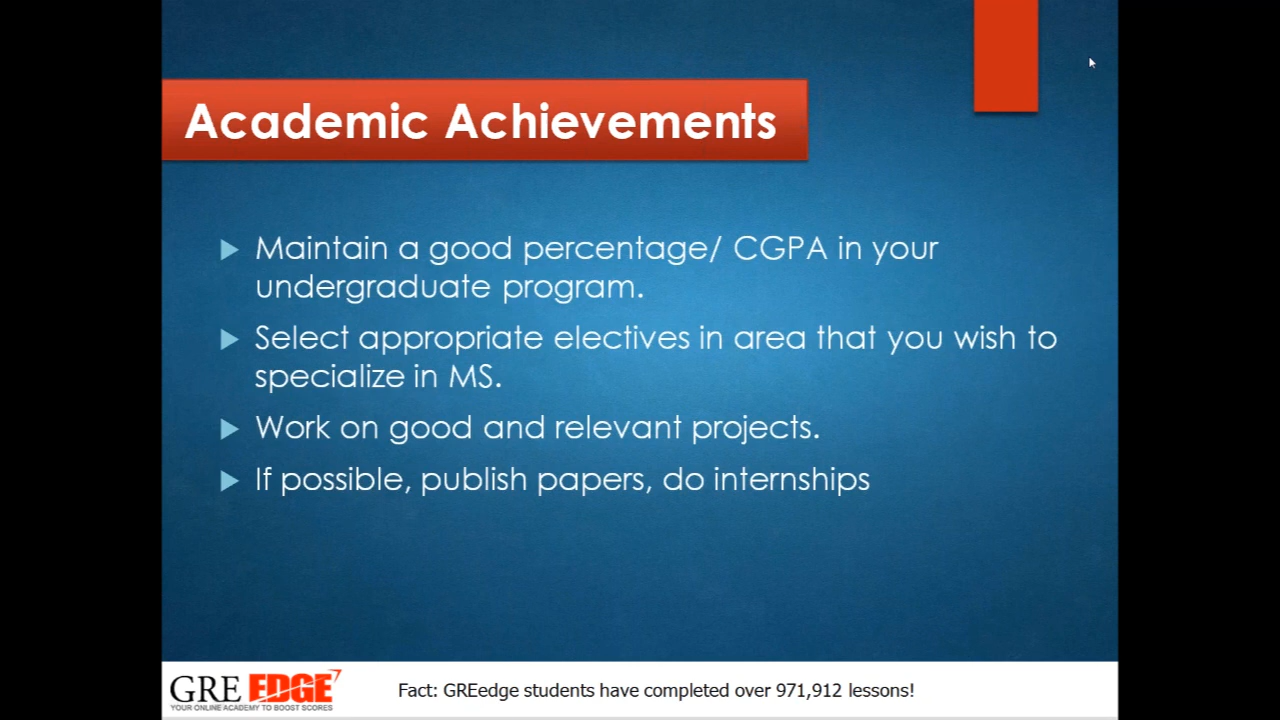 Academic Achievements
Maintain a good percentage/ CGPA in your
undergraduate program.
Select appropriate electives in area that you wish to
specialize in MS.
Work on good and relevant projects.
If possible, publish papers, do internships
GRE EDGE
YOUR ONLINE ACADEMY TO BOOST SCORES
Fact: GREedge students have completed over 971,912 lessons!